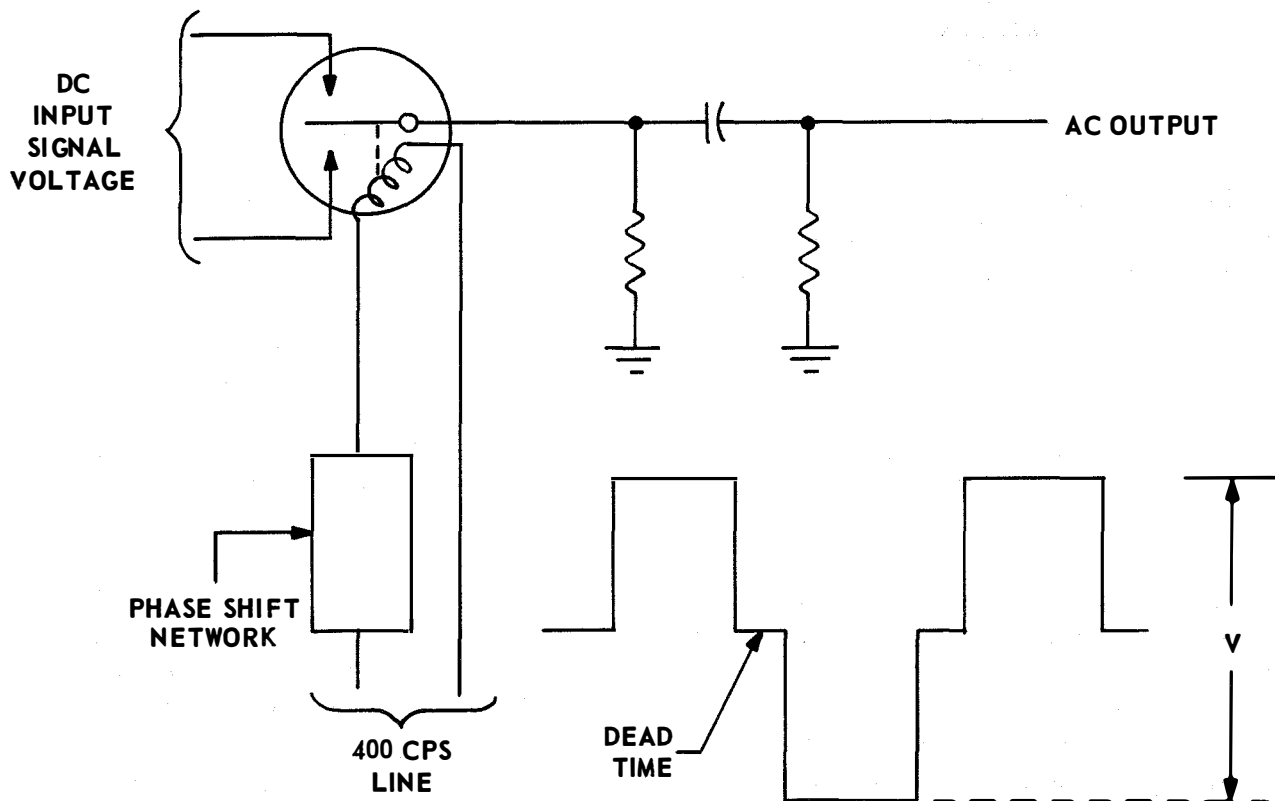 DC
INPUT
SIGNAL
VOLTAGE
AC OUTPUT
PHASE SHIFT
NETWORK
400 CPS
LINE
DEAD
TIME
V